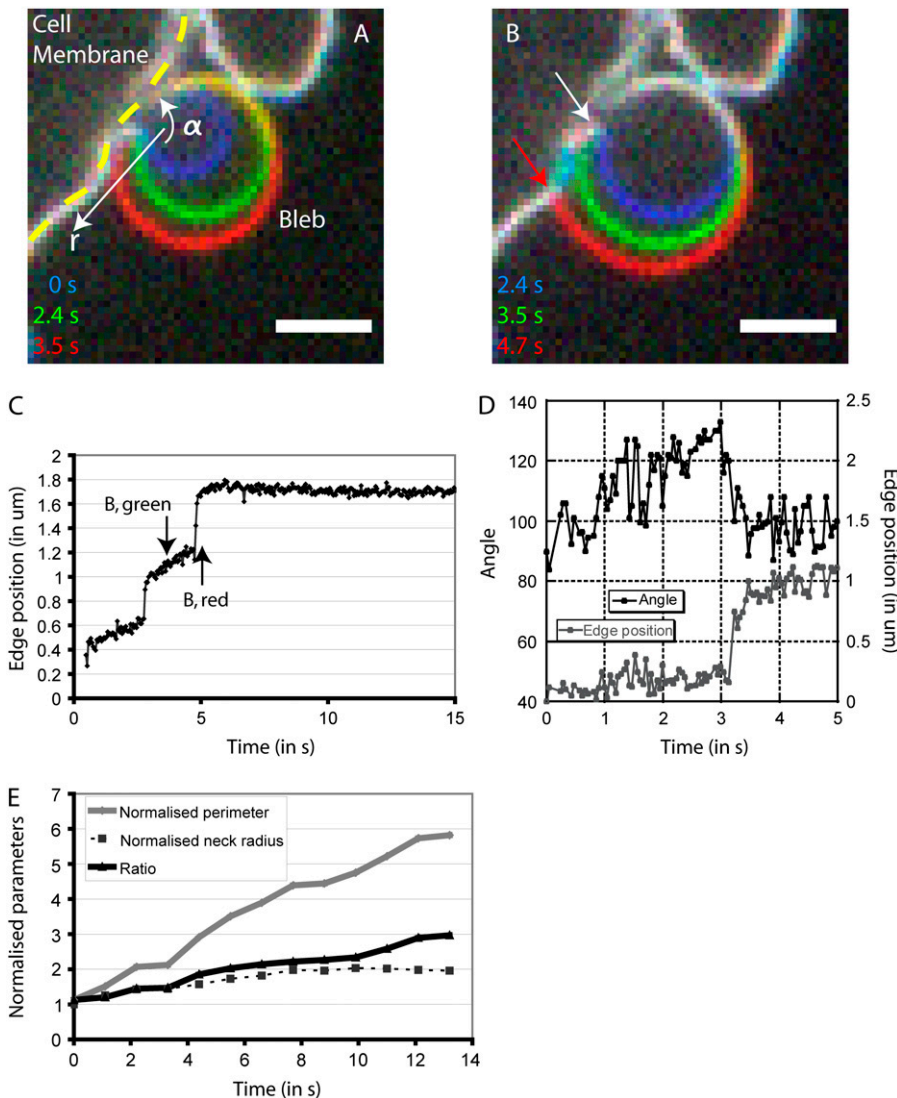 Cell
Membrane
A
α
r
Bleb
0 s
2.4 s
3.5 s
B
2.4 s
3.5 s
4.7 s
C
2
1.8
1.6
1.4
1.2
1
0.8
0.6
0.4
0.2
0
Edge position (in um)
B, green
B, red
0 5 10 15
Time (in s)
D
140
120
100
80
60
40
Angle
2.5
2
1.5
1
0.5
0
Edge position (in um)
Angle
Edge position
0 1 2 3 4 5
Time (in s)
E
7
6
5
4
3
2
1
0
Normalised parameters
Normalised perimeter
Normalised neck radius
Ratio
0 2 4 6 8 10 12 14
Time (in s)